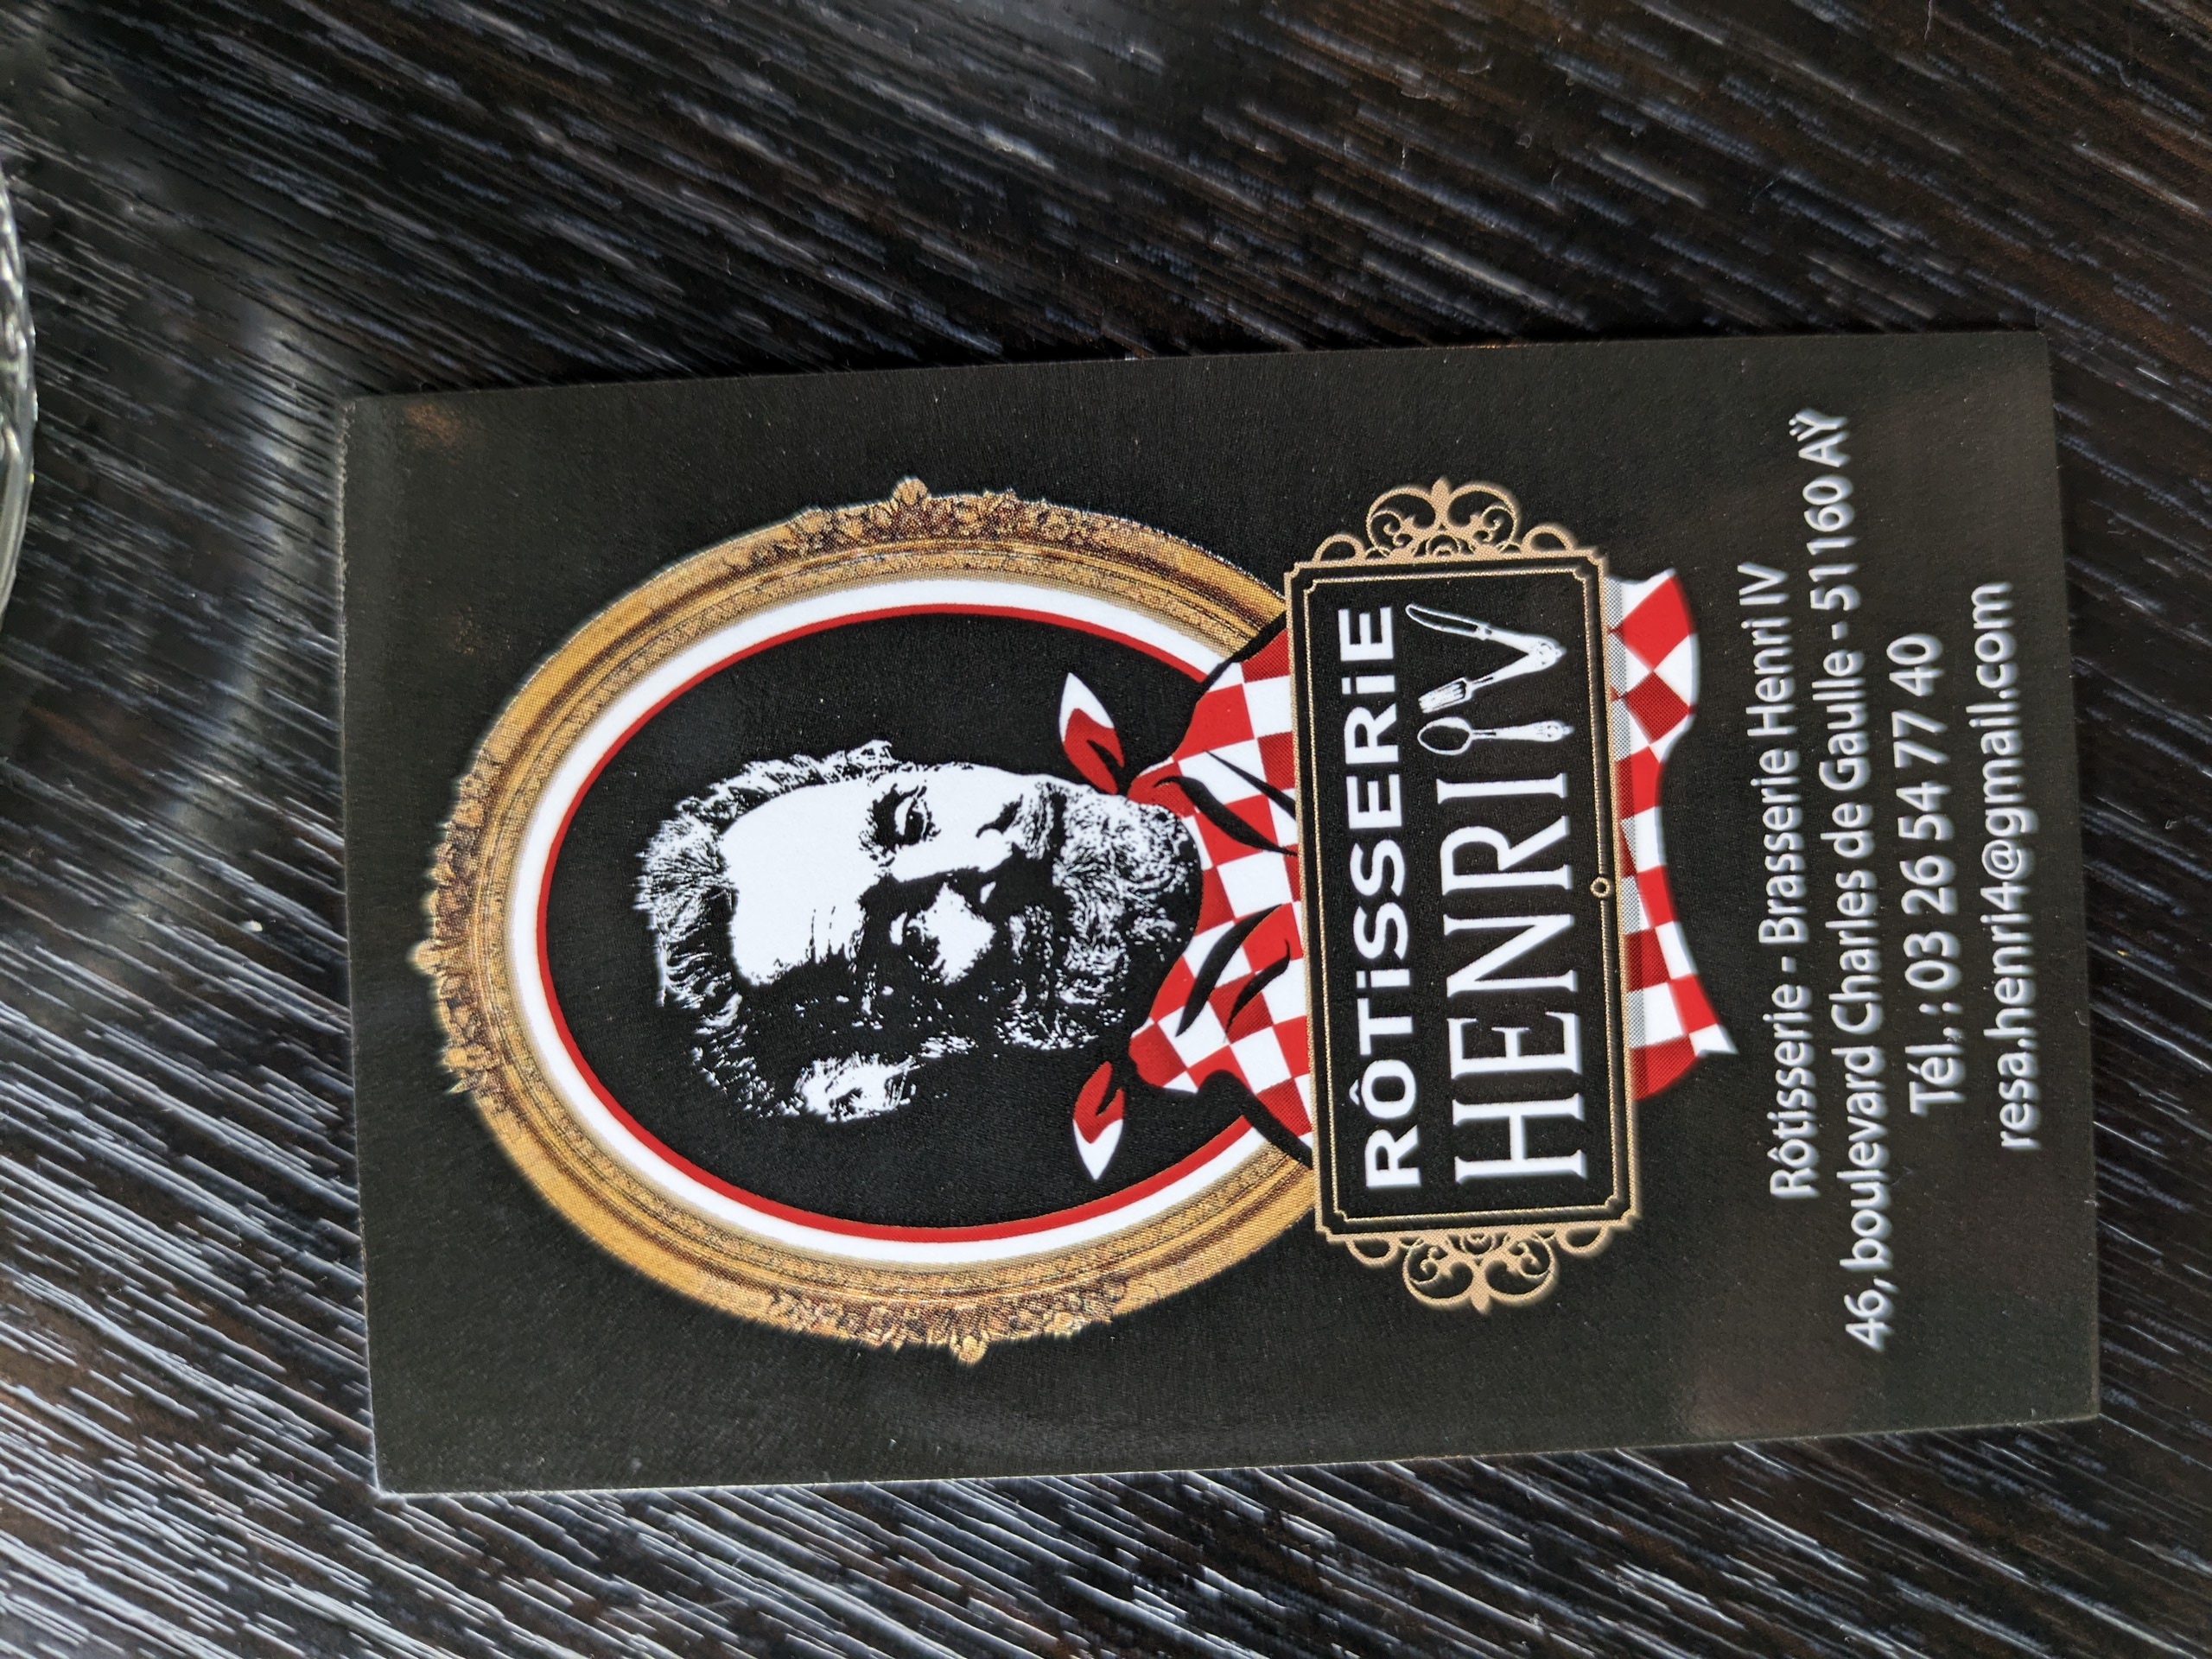 RÔTiSSERiE
HENRI IV
Rôtisserie - Brasserie Henri IV
46, boulevard Charles de Gaulle - 51160 AŸ
Tél. : 03 26 54 77 40
resa.henri4@gmail.com